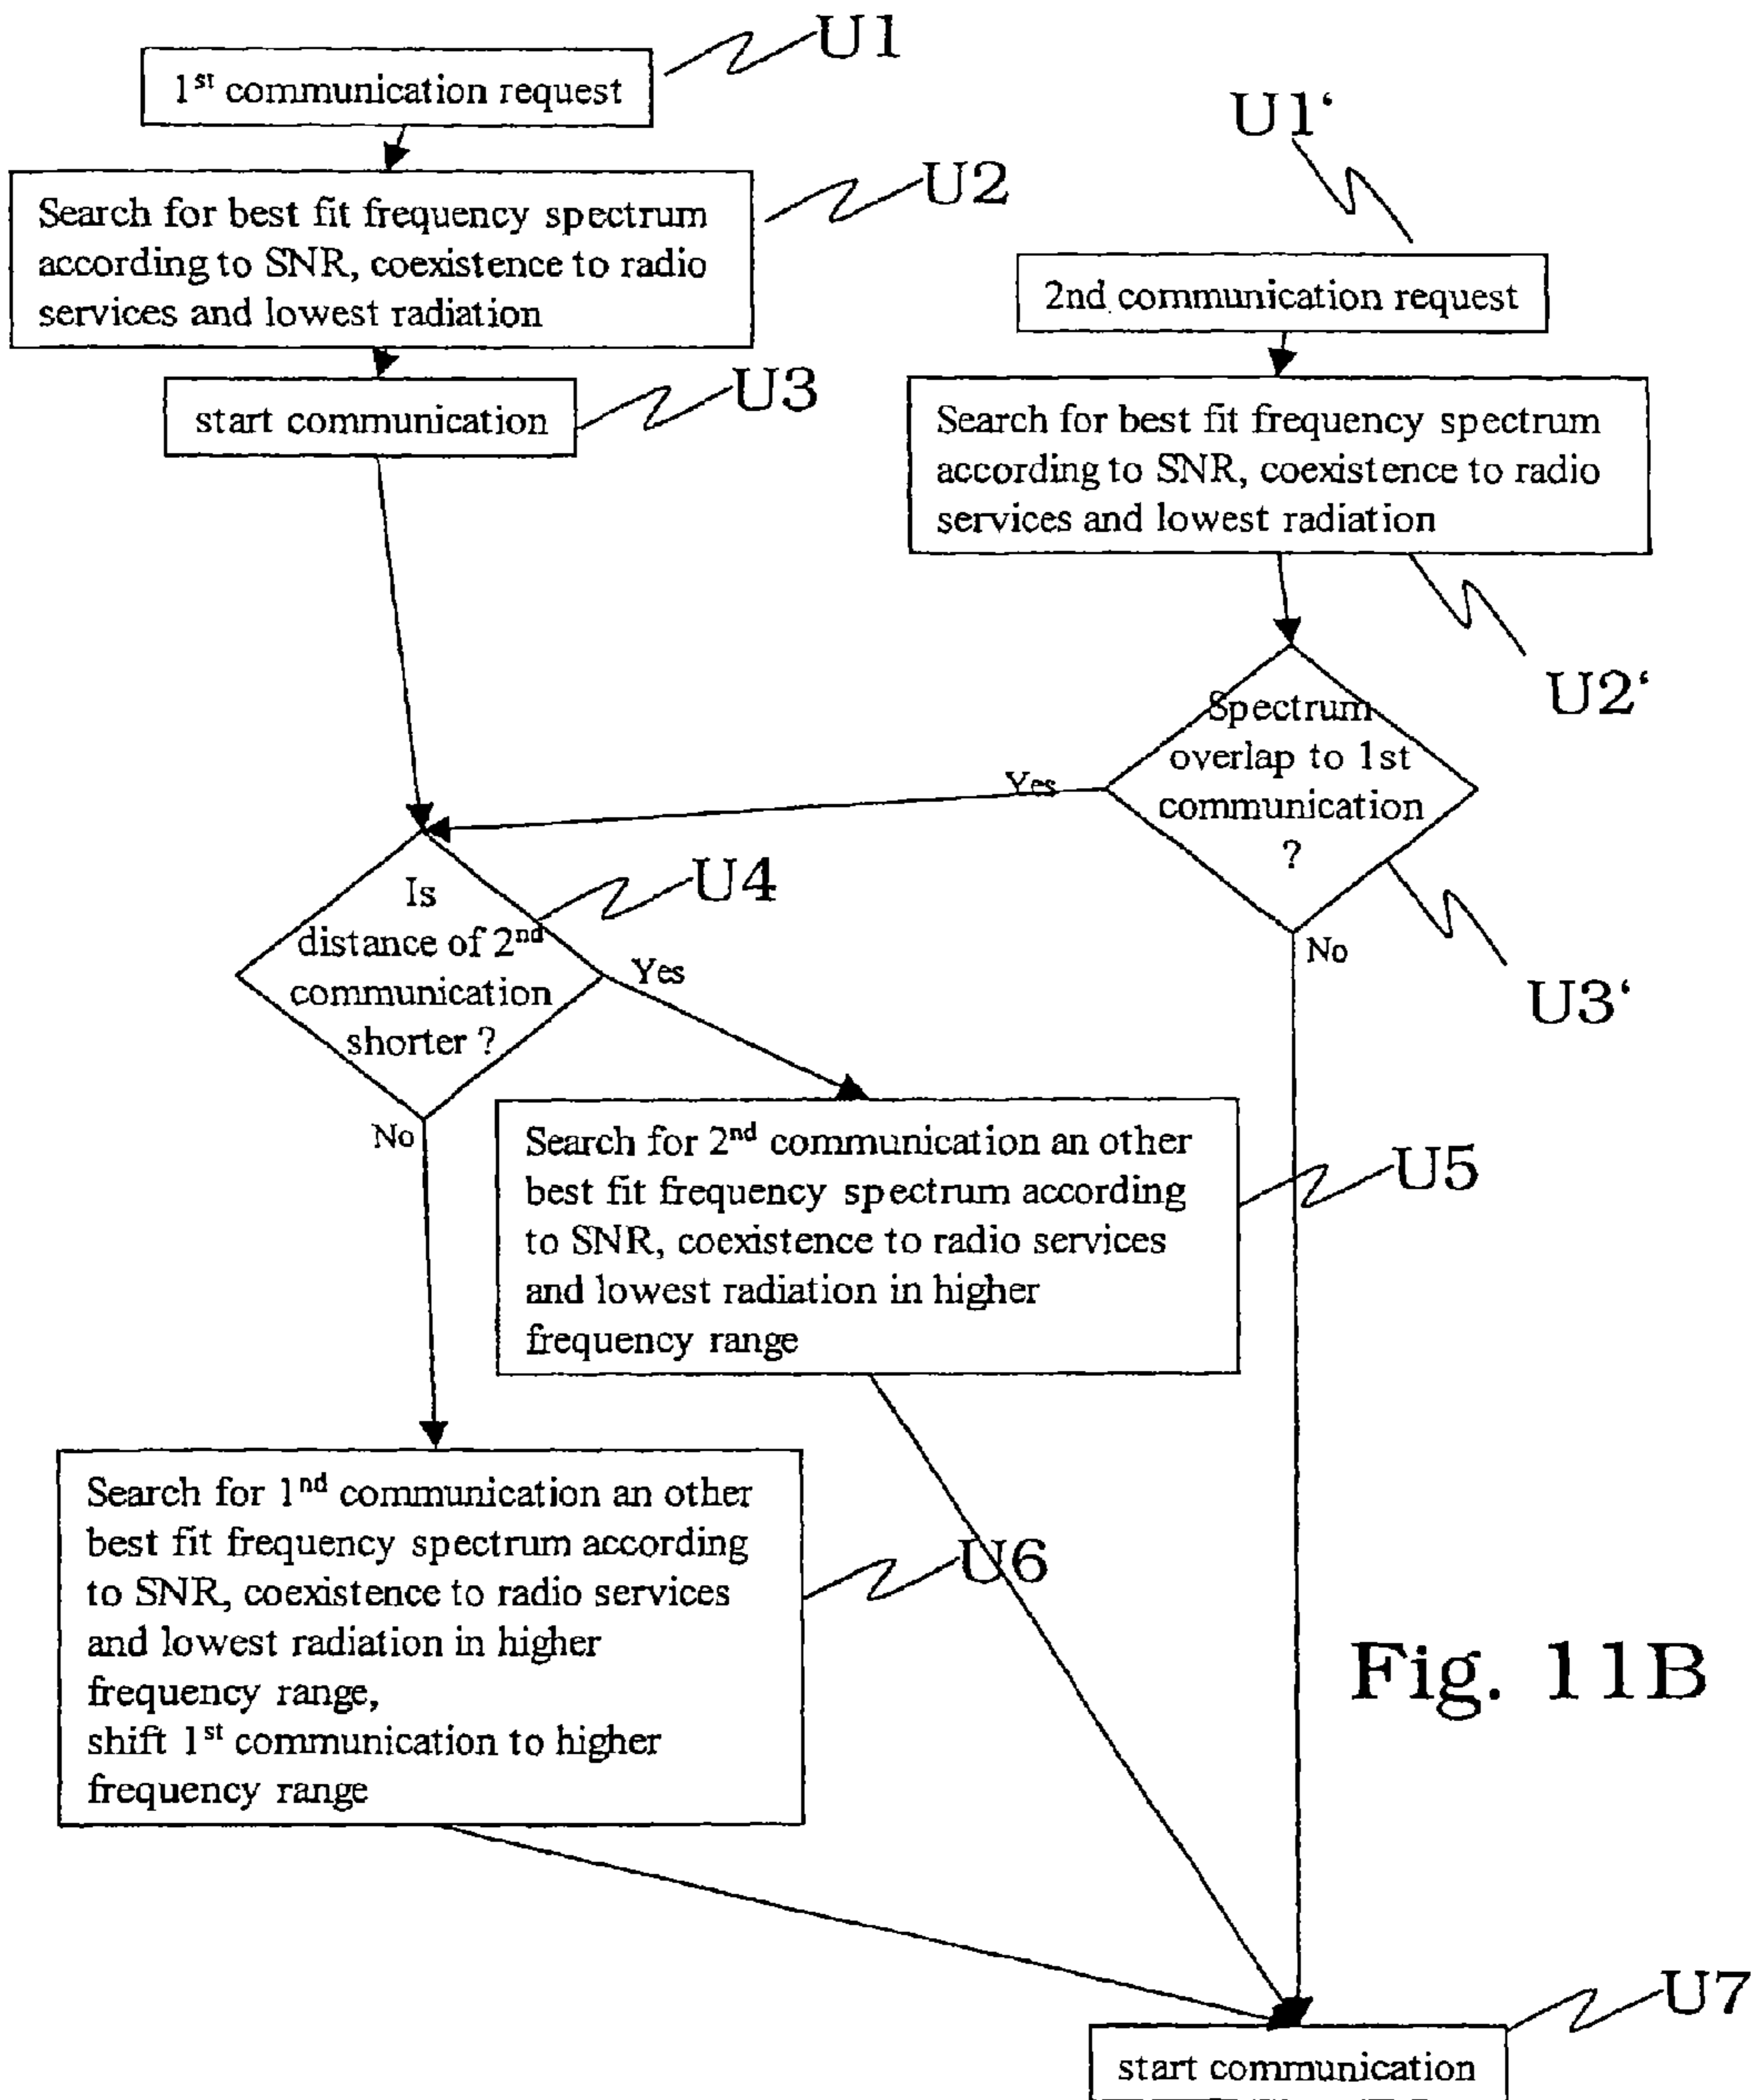 U1
1st communication request
U1‘
U2
Search for best fit frequency spectrum
according to SNR, coexistence to radio
services and lowest radiation
2nd communication request
U3
start communication
Search for best fit frequency spectrum
according to SNR, coexistence to radio
services and lowest radiation
U2‘
Spectrum
overlap to 1st
communication
?
Yes
U4
Is
distance of 2nd
communication
shorter ?
Yes
No
U3‘
No
Search for 2nd communication an other
best fit frequency spectrum according
to SNR, coexistence to radio services
and lowest radiation in higher
frequency range
U5
Search for 1nd communication an other
best fit frequency spectrum according
to SNR, coexistence to radio services
and lowest radiation in higher
frequency range,
shift 1st communication to higher
frequency range
U6
Fig. 11B
U7
start communication